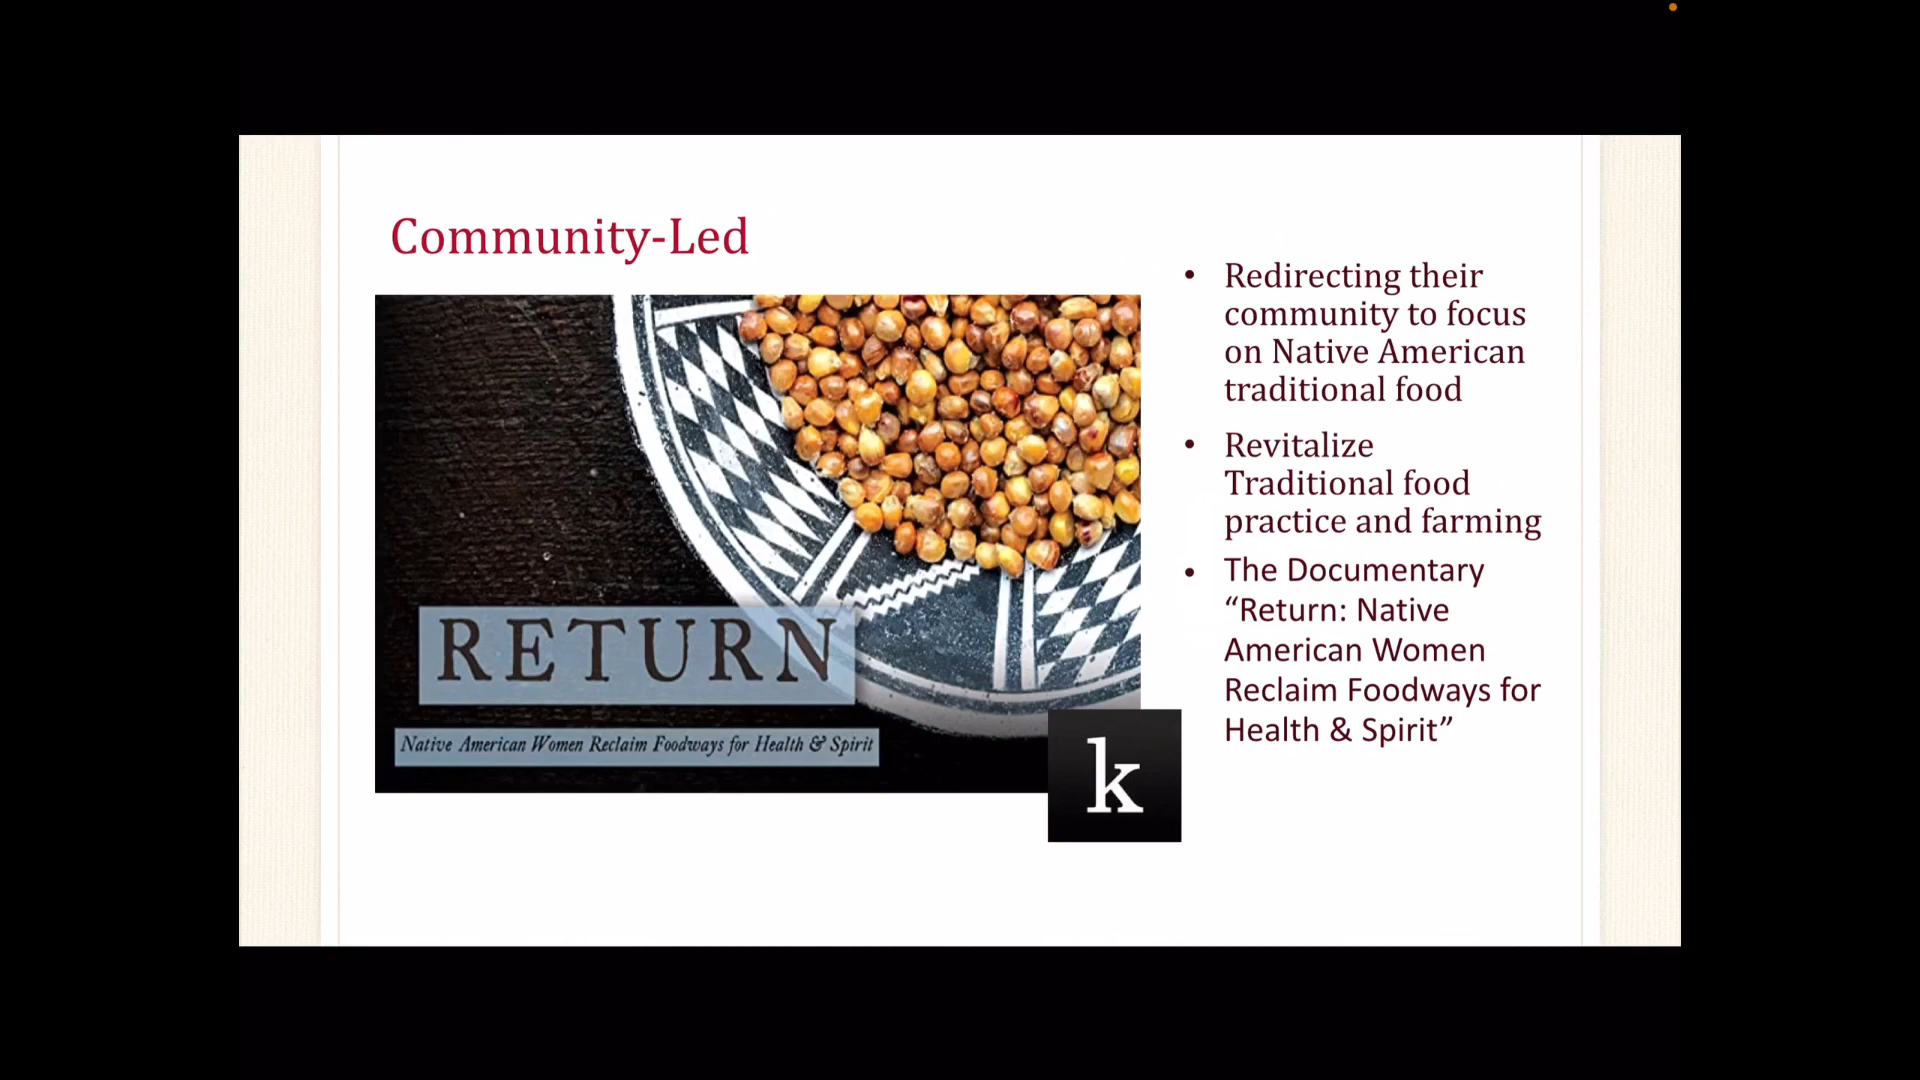 Community-Led
RETURN
Native American Women Reclaim Foodways for Health & Spirit
k
• Redirecting their
community to focus
on Native American
traditional food
• Revitalize
Traditional food
practice and farming
• The Documentary
“Return: Native
American Women
Reclaim Foodways for
Health & Spirit”